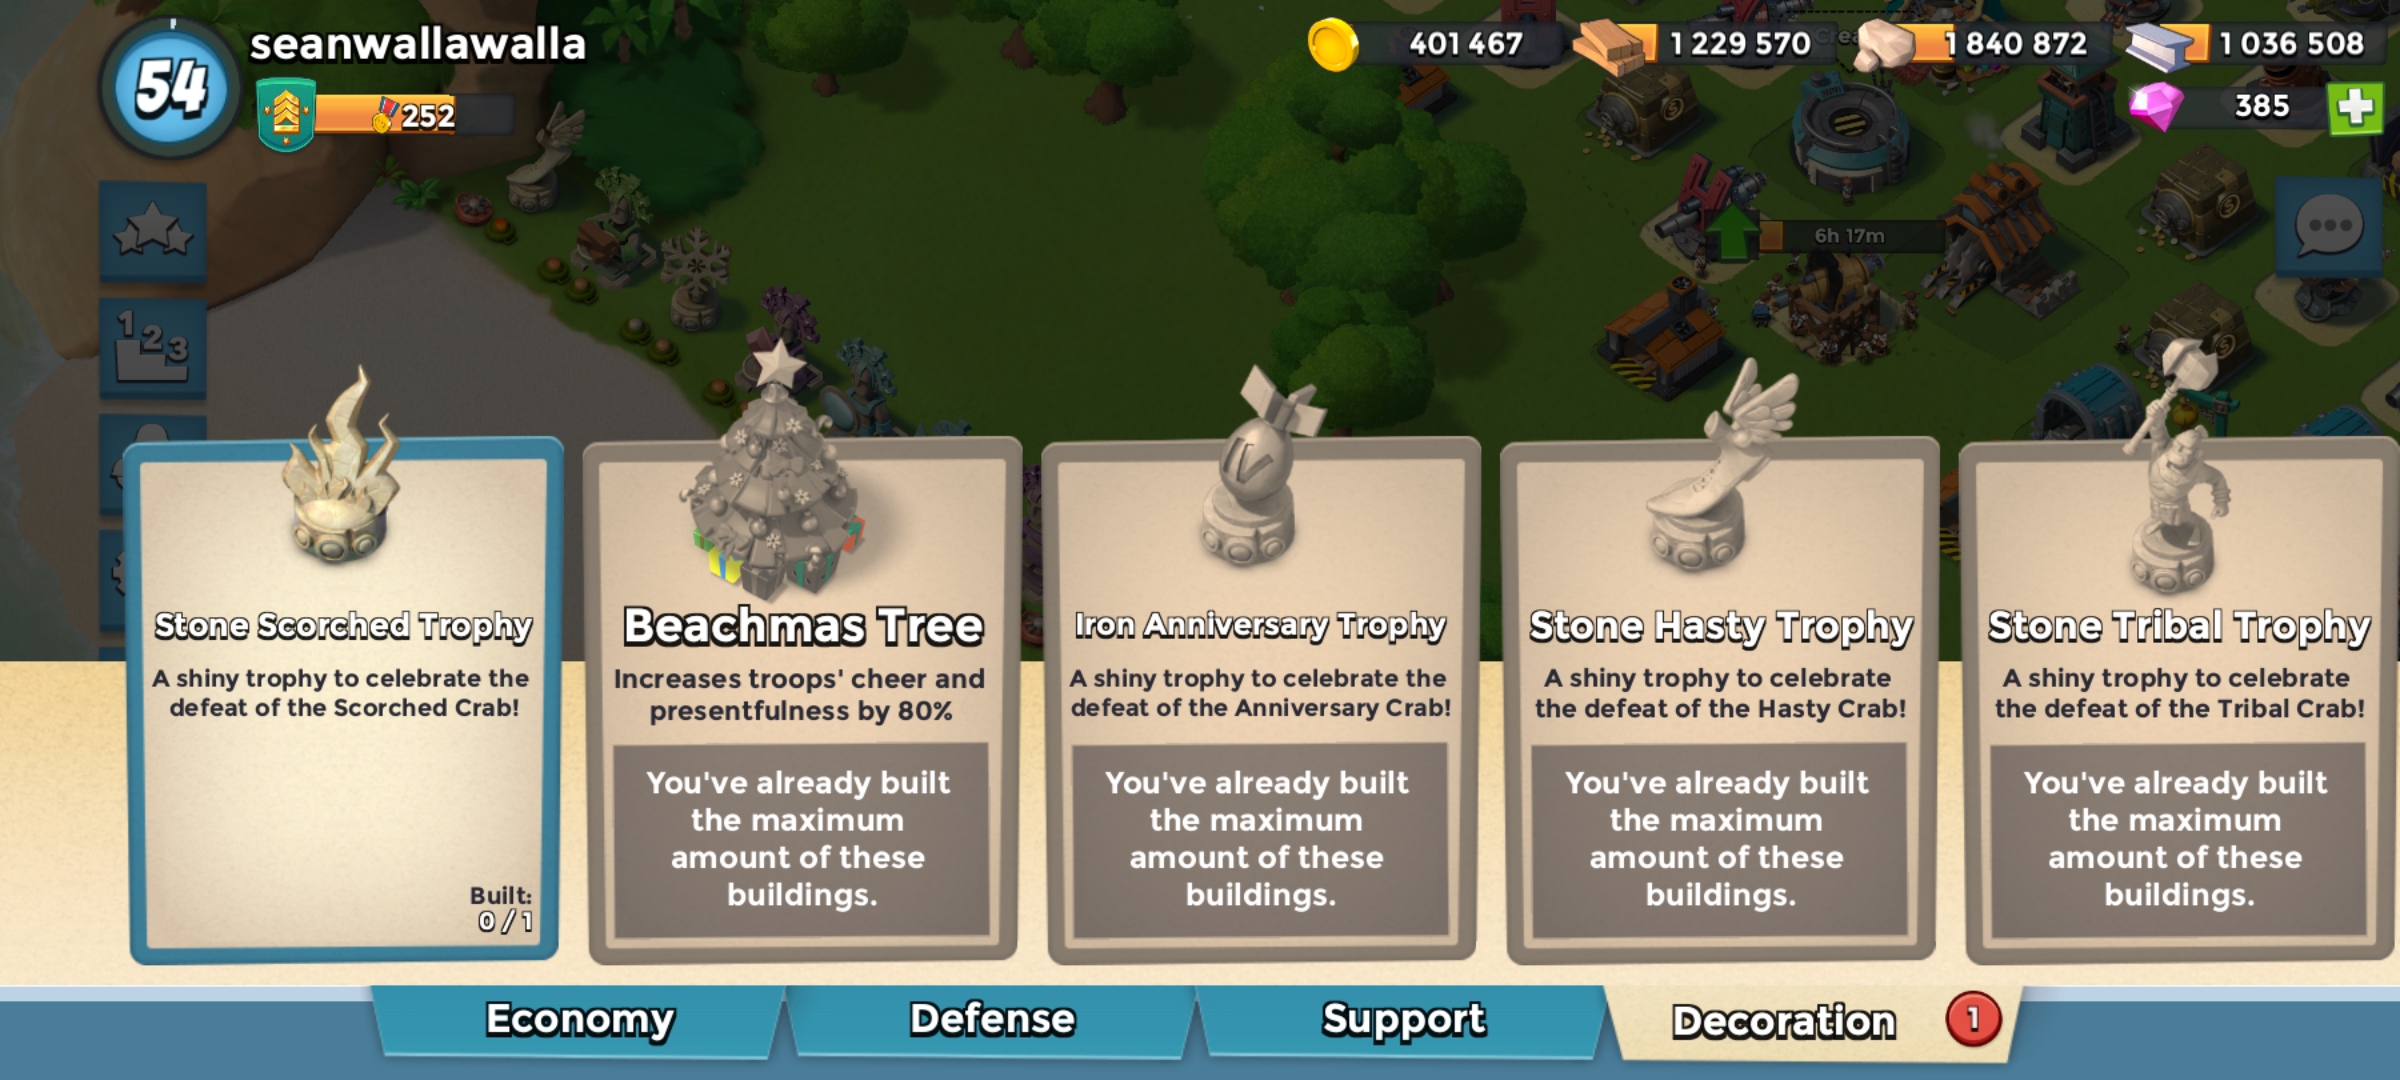 54
seanwallawalla
252
401 467
1 229 570
1 840 872
1 036 508
385
6h 17m
1 2 3
Stone Scorched Trophy
A shiny trophy to celebrate the
defeat of the Scorched Crab!
Built:
0 / 1
Beachmas Tree
Increases troops' cheer and
presentfulness by 80%
You've already built
the maximum
amount of these
buildings.
Iron Anniversary Trophy
A shiny trophy to celebrate the
defeat of the Anniversary Crab!
You've already built
the maximum
amount of these
buildings.
Stone Hasty Trophy
A shiny trophy to celebrate
the defeat of the Hasty Crab!
You've already built
the maximum
amount of these
buildings.
Stone Tribal Trophy
A shiny trophy to celebrate
the defeat of the Tribal Crab!
You've already built
the maximum
amount of these
buildings.
Economy
Defense
Support
Decoration
1